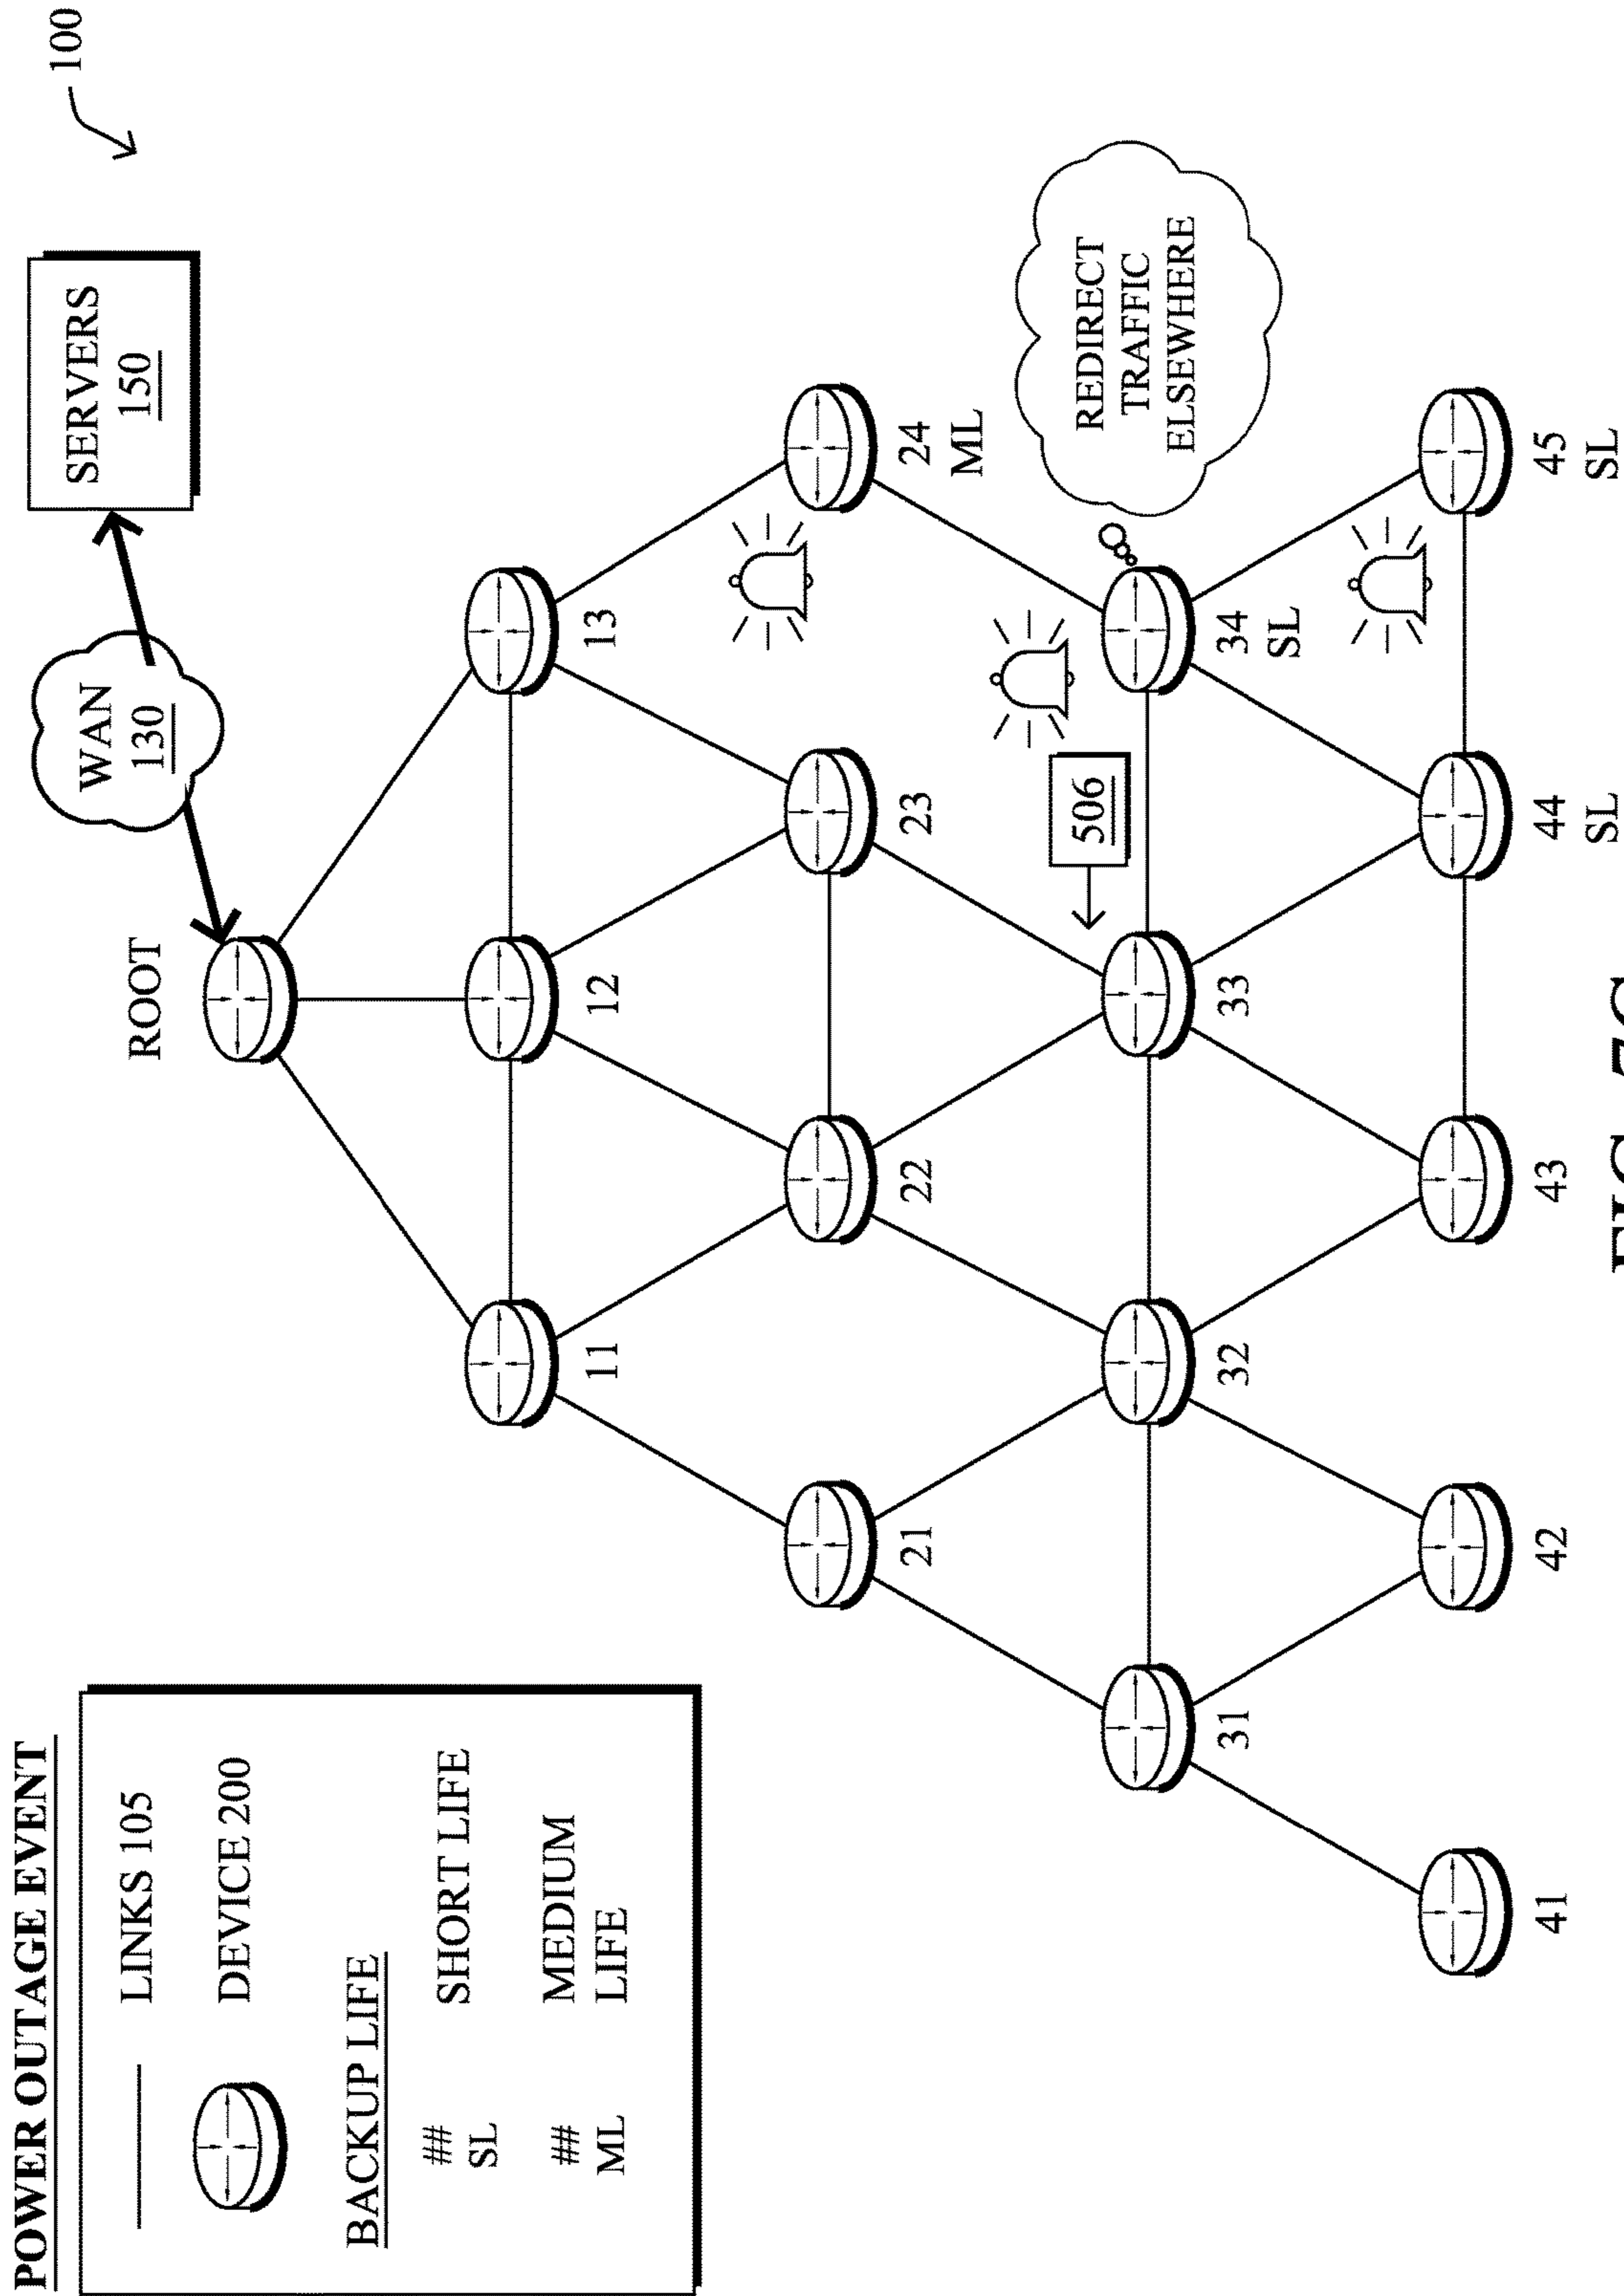 POWER OUTAGE EVENT
LINKS 105
DEVICE 200
BACKUP LIFE
##
SL
SHORT LIFE
##
ML
MEDIUM
LIFE
100
SERVERS
150
WAN
130
ROOT
11
12
13
21
22
23
24
ML
REDIRECT
TRAFFIC
ELSEWHERE
506
31
32
33
34
SL
41
42
43
44
SL
45
SL